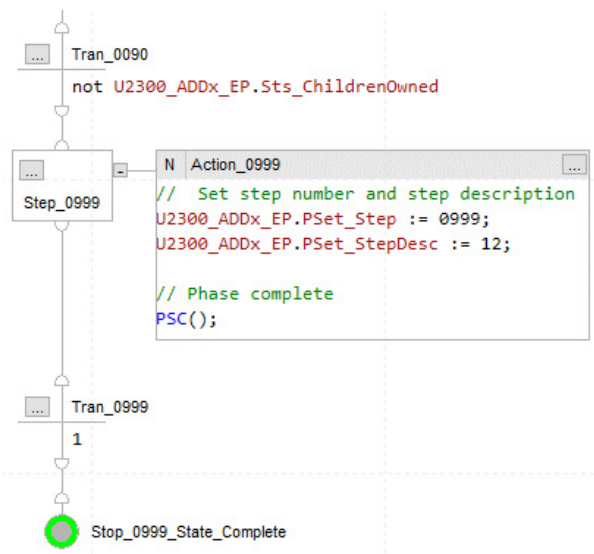 ... Tran_0090
not U2300_ADDx_EP.Sts_ChildrenOwned
... - N Action_0999 ...
Step_0999
//  Set step number and step description
U2300_ADDx_EP.PSet_Step := 0999;
U2300_ADDx_EP.PSet_StepDesc := 12;
// Phase complete
PSC();
... Tran_0999
1
Stop_0999_State_Complete